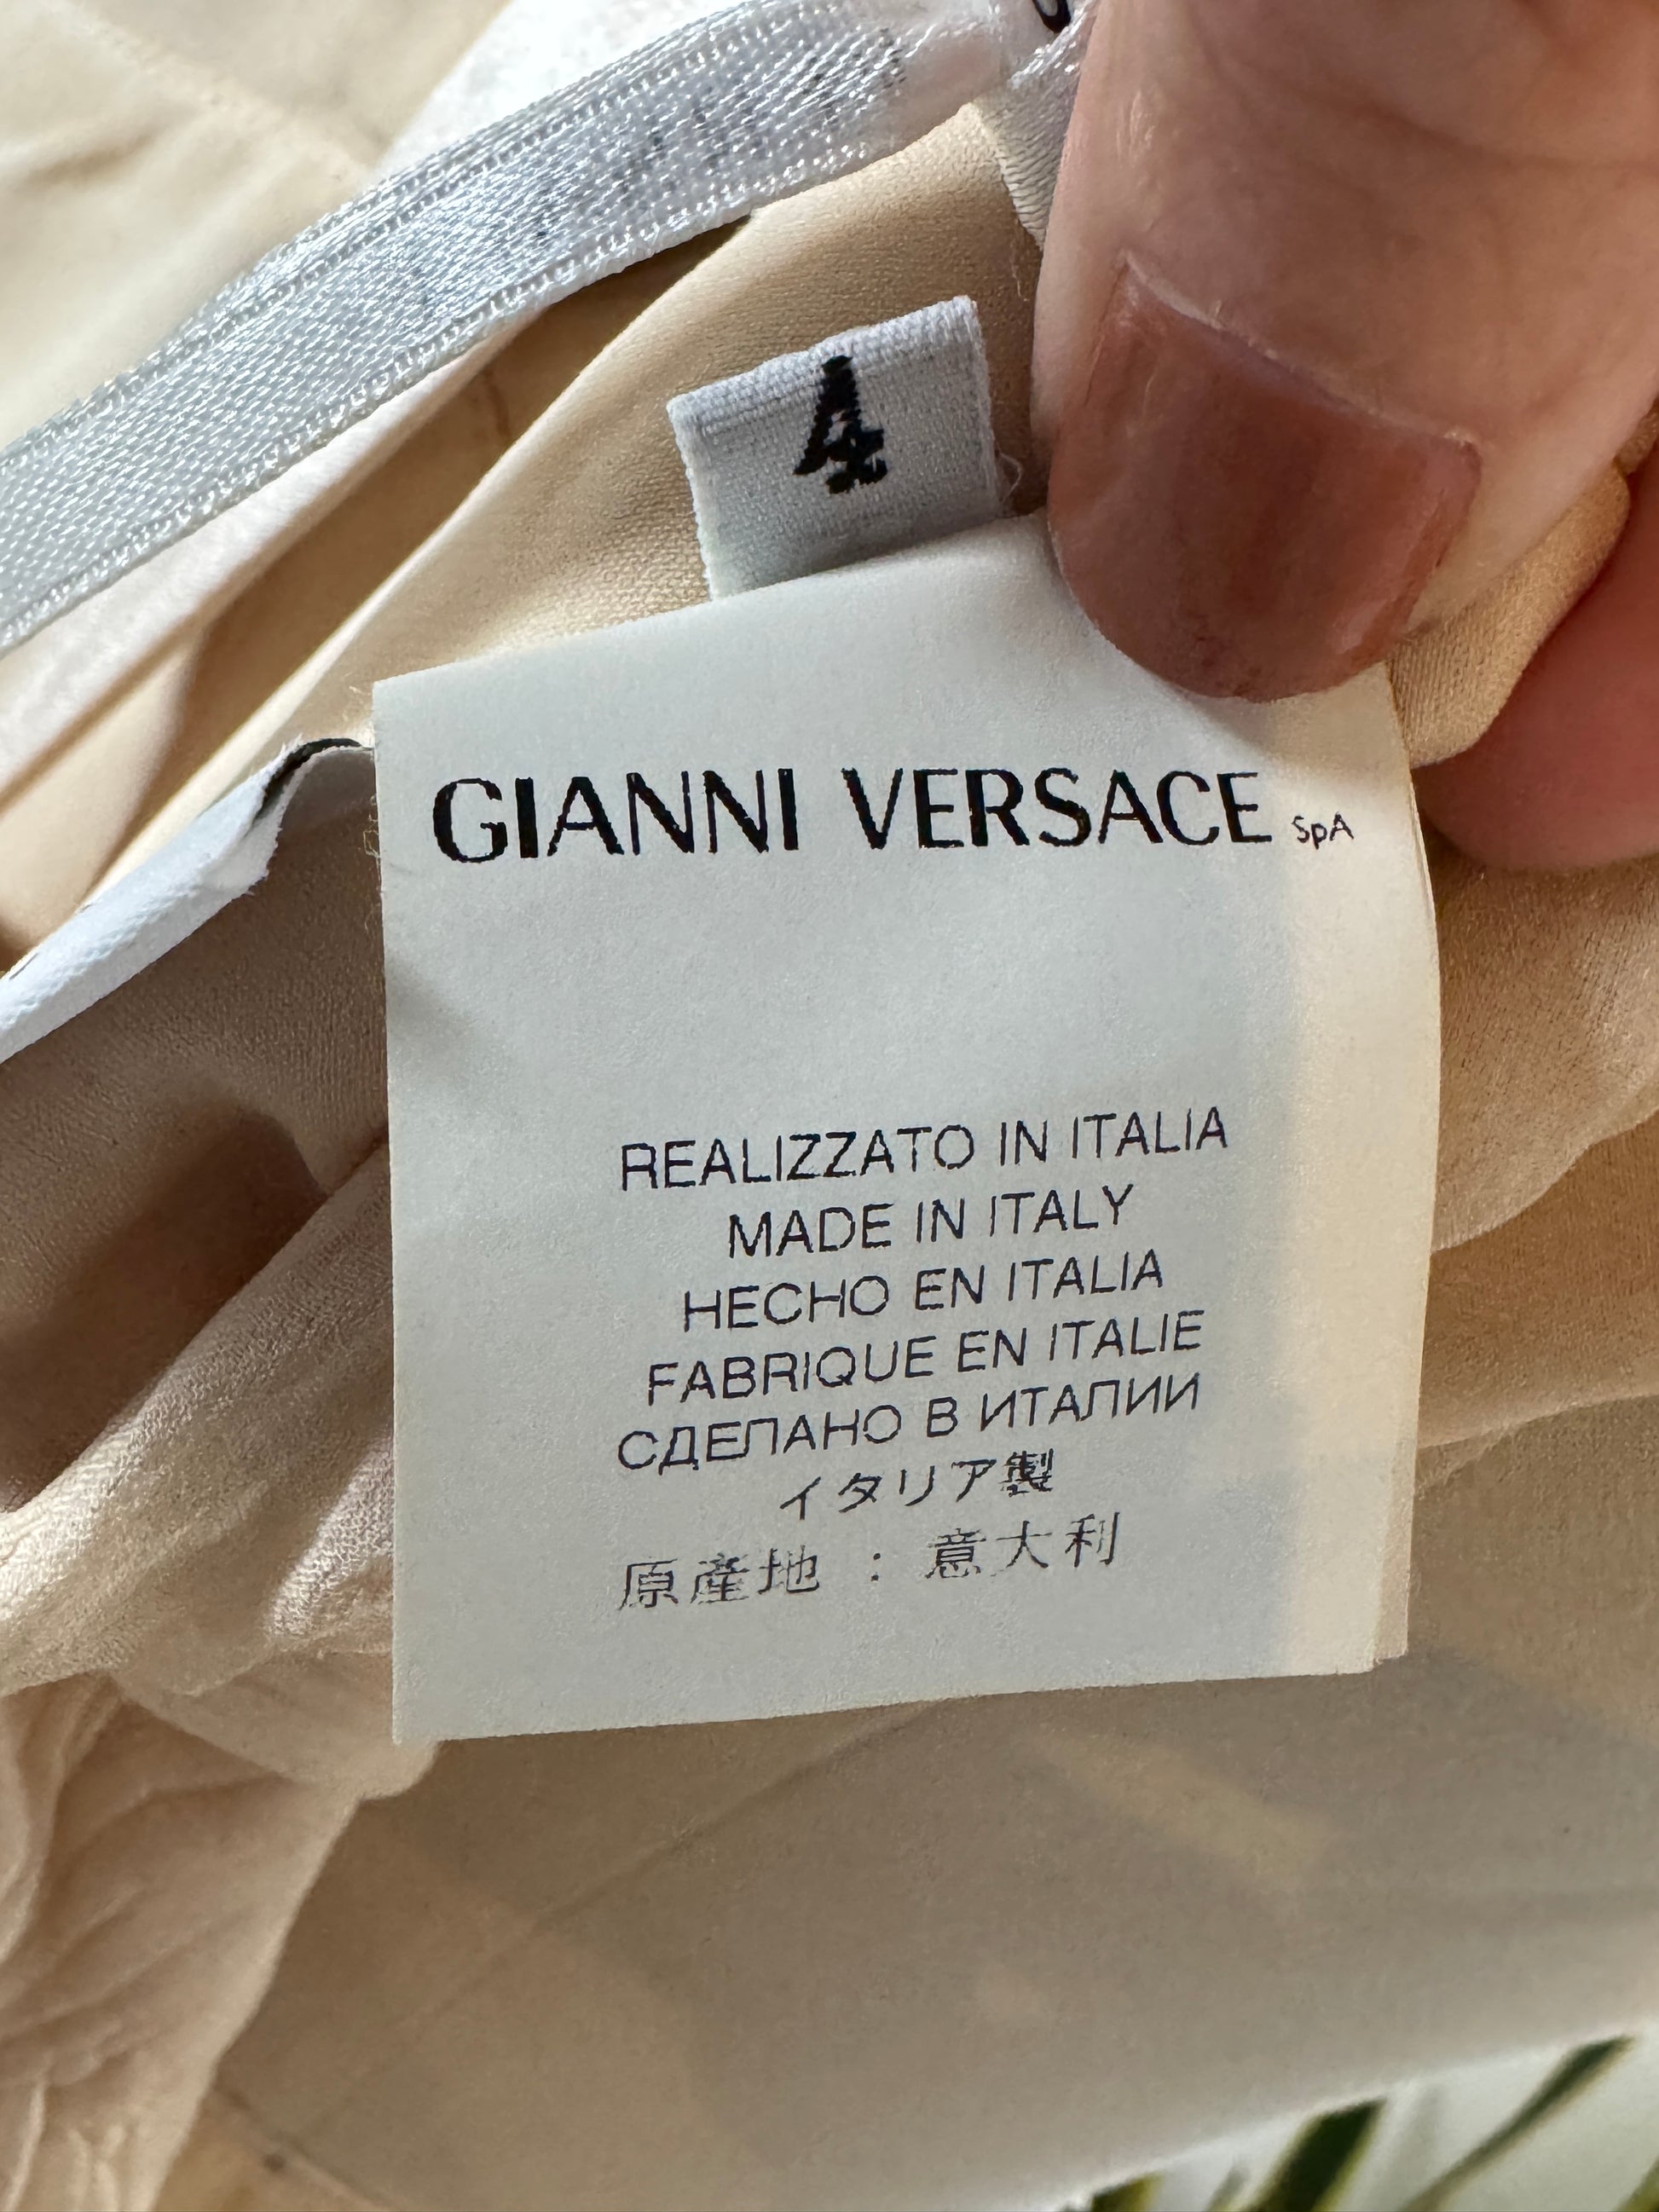 4
GIANNI VERSACE SpA
REALIZZATO IN ITALIA
MADE IN ITALY
HECHO EN ITALIA
FABRIQUE EN ITALIE
СДЕЛАНО В ИТАЛИИ
イタリア製
原産地 : 意大利